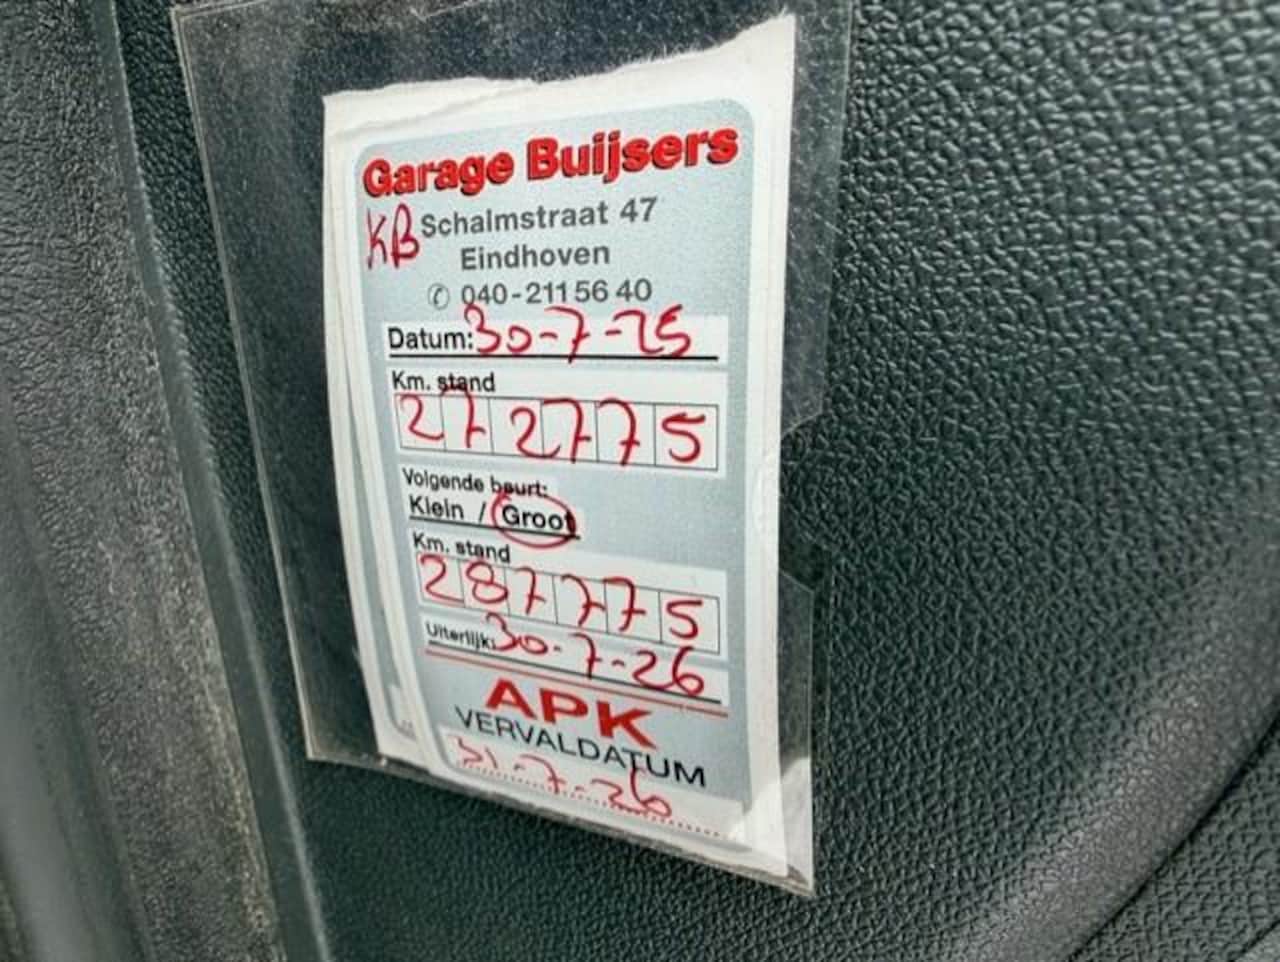 Garage Buijsers
KB Schalmstraat 47
Eindhoven
✆ 040-211 56 40
Datum: 30-7-25
Km. stand
272775
Volgende beurt:
Klein / Groot
Km. stand
287775
Uiterlijk: 30-7-26
APK
VERVALDATUM
31-7-26